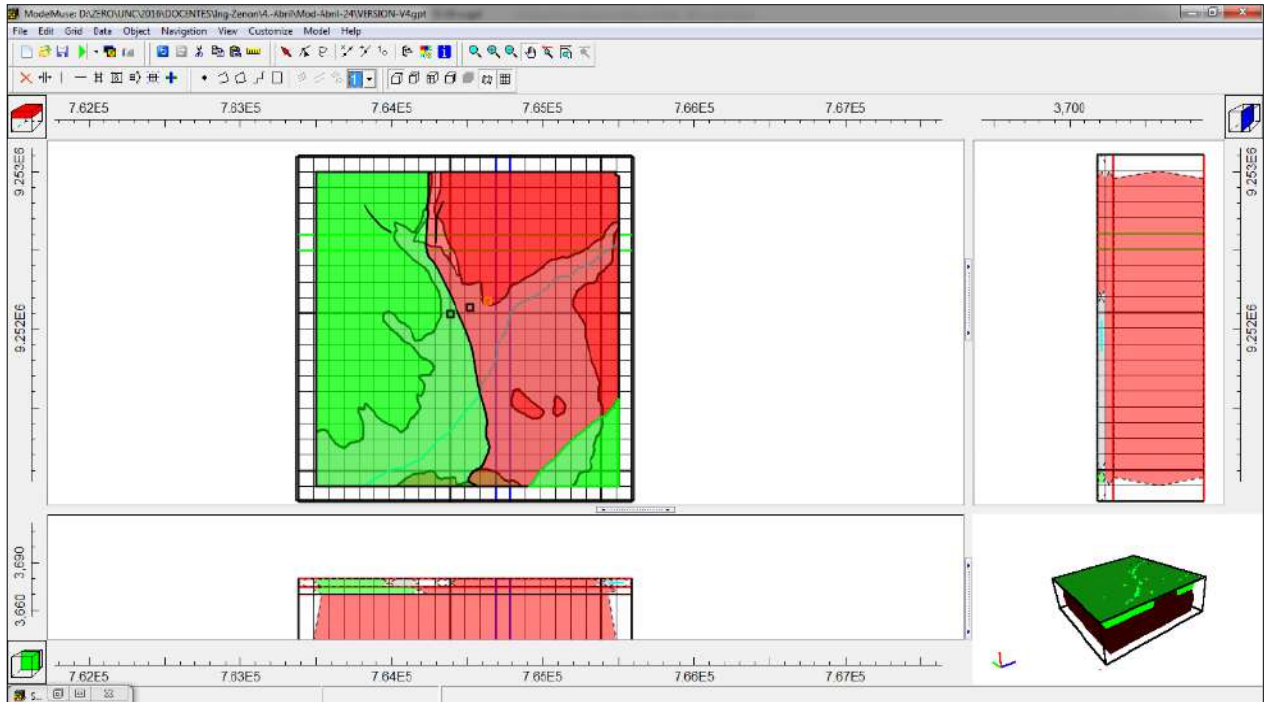 ModelMuse: D:\ZERO\UNC\2016\DOCENTES\Ing-Zenon\4.-Abril\Mod-Abril-24\VERSION-V4.gpt
File Edit Grid Data Object Navigation View Customize Model Help
7.62E5 7.63E5 7.64E5 7.65E5 7.66E5 7.67E5 3,700
9.253E6 9.253E6
9.252E6 9.252E6
3,690
3,660
7.62E5 7.63E5 7.64E5 7.65E5 7.66E5 7.67E5
S...